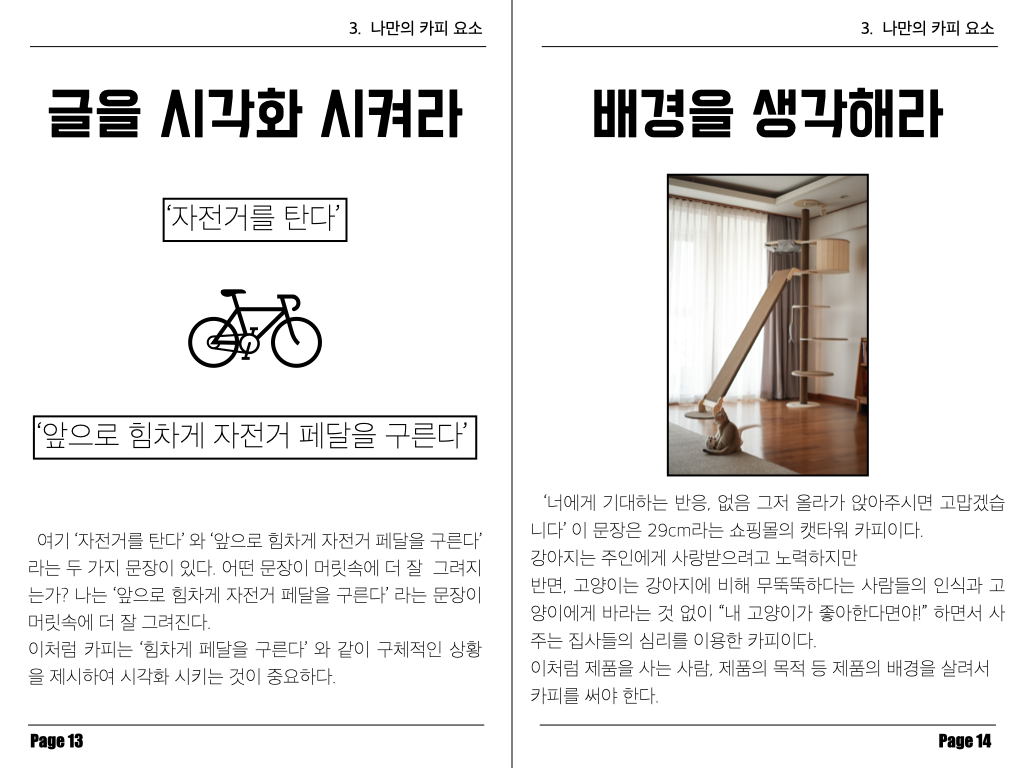 3. 나만의 카피 요소
글을 시각화 시켜라
‘자전거를 탄다’
‘앞으로 힘차게 자전거 페달을 구른다’
여기 ‘자전거를 탄다’ 와 ‘앞으로 힘차게 자전거 페달을 구른다’
라는 두 가지 문장이 있다. 어떤 문장이 머릿속에 더 잘 그려지
는가? 나는 ‘앞으로 힘차게 자전거 페달을 구른다’ 라는 문장이
머릿속에 더 잘 그려진다.
이처럼 카피는 ‘힘차게 페달을 구른다’ 와 같이 구체적인 상황
을 제시하여 시각화 시키는 것이 중요하다.
Page 13
3. 나만의 카피 요소
배경을 생각해라
‘너에게 기대하는 반응, 없음 그저 올라가 앉아주시면 고맙겠습
니다’ 이 문장은 29cm라는 쇼핑몰의 캣타워 카피이다.
강아지는 주인에게 사랑받으려고 노력하지만
반면, 고양이는 강아지에 비해 무뚝뚝하다는 사람들의 인식과 고
양이에게 바라는 것 없이 “내 고양이가 좋아한다면야!” 하면서 사
주는 집사들의 심리를 이용한 카피이다.
이처럼 제품을 사는 사람, 제품의 목적 등 제품의 배경을 살려서
카피를 써야 한다.
Page 14